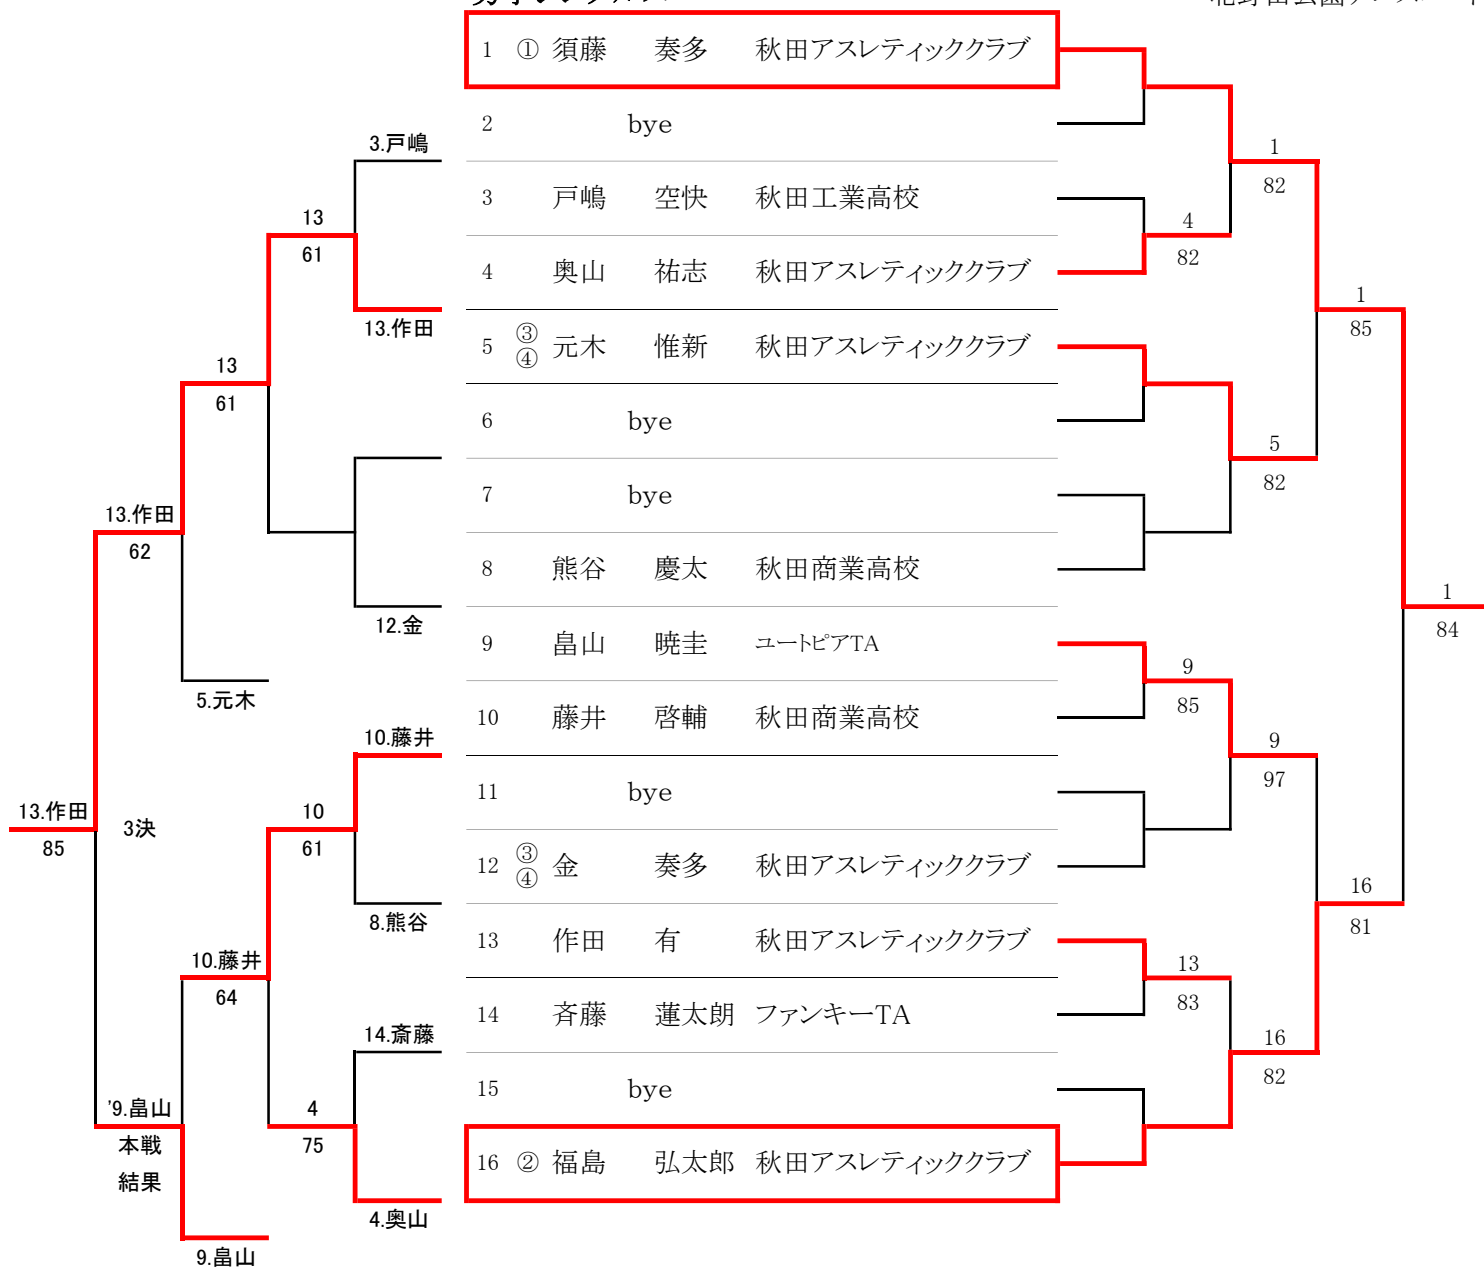 1 ① 須藤 奏多 秋田アスレティッククラブ
2 bye
3 戸嶋 空快 秋田工業高校
4 奥山 祐志 秋田アスレティッククラブ
5 ③④ 元木 惟新 秋田アスレティッククラブ
6 bye
7 bye
8 熊谷 慶太 秋田商業高校
9 畠山 暁圭 ユートピアTA
10 藤井 啓輔 秋田商業高校
11 bye
12 ③④ 金 奏多 秋田アスレティッククラブ
13 作田 有 秋田アスレティッククラブ
14 斉藤 蓮太朗 ファンキーTA
15 bye
16 ② 福島 弘太郎 秋田アスレティッククラブ
4
82
9
85
13
83
1
82
5
82
9
97
16
82
1
85
16
81
1
84
3.戸嶋
13
61
13.作田
13
61
12.金
13.作田
62
5.元木
10.藤井
10
61
8.熊谷
10.藤井
64
14.斎藤
4
75
4.奥山
'9.畠山
本戦
結果
9.畠山
13.作田
85
3決